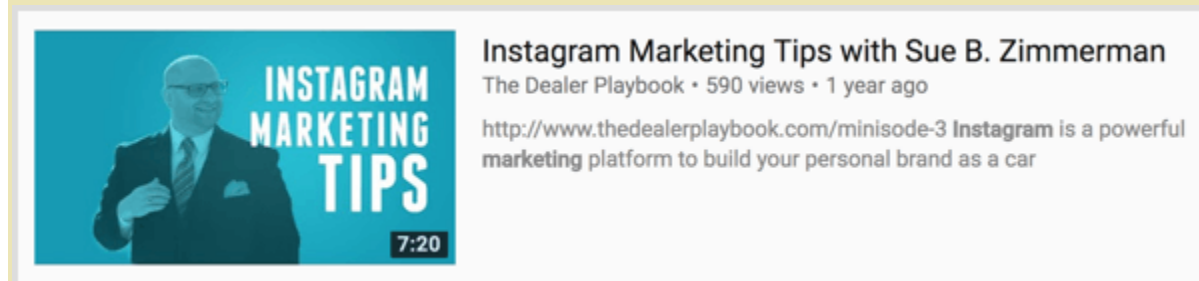 INSTAGRAM
MARKETING
TIPS
7:20
Instagram Marketing Tips with Sue B. Zimmerman
The Dealer Playbook • 590 views • 1 year ago
http://www.thedealerplaybook.com/minisode-3 Instagram is a powerful
marketing platform to build your personal brand as a car